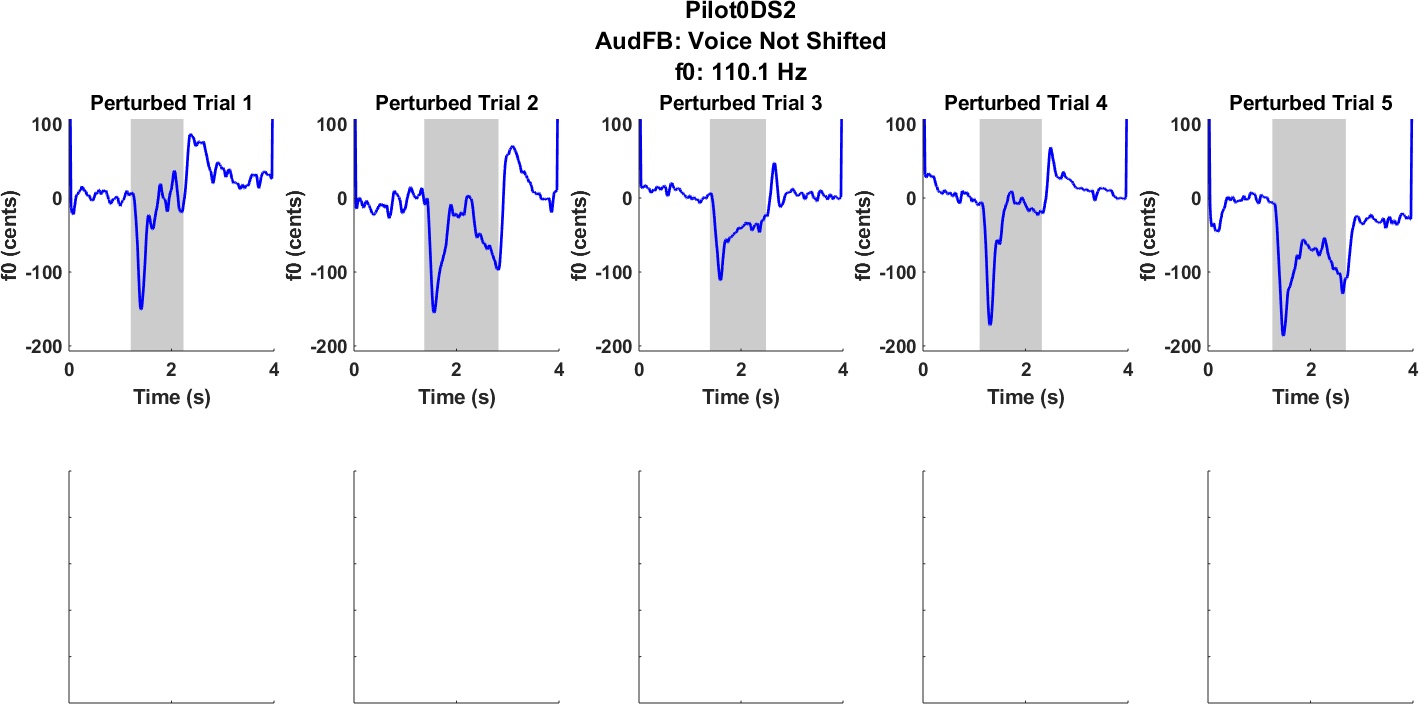 Pilot0DS2
AudFB: Voice Not Shifted
f0: 110.1 Hz
Perturbed Trial 1
100
0
-100
-200
f0 (cents)
0 2 4
Time (s)
Perturbed Trial 2
100
0
-100
-200
f0 (cents)
0 2 4
Time (s)
Perturbed Trial 3
100
0
-100
-200
f0 (cents)
0 2 4
Time (s)
Perturbed Trial 4
100
0
-100
-200
f0 (cents)
0 2 4
Time (s)
Perturbed Trial 5
100
0
-100
-200
f0 (cents)
0 2 4
Time (s)